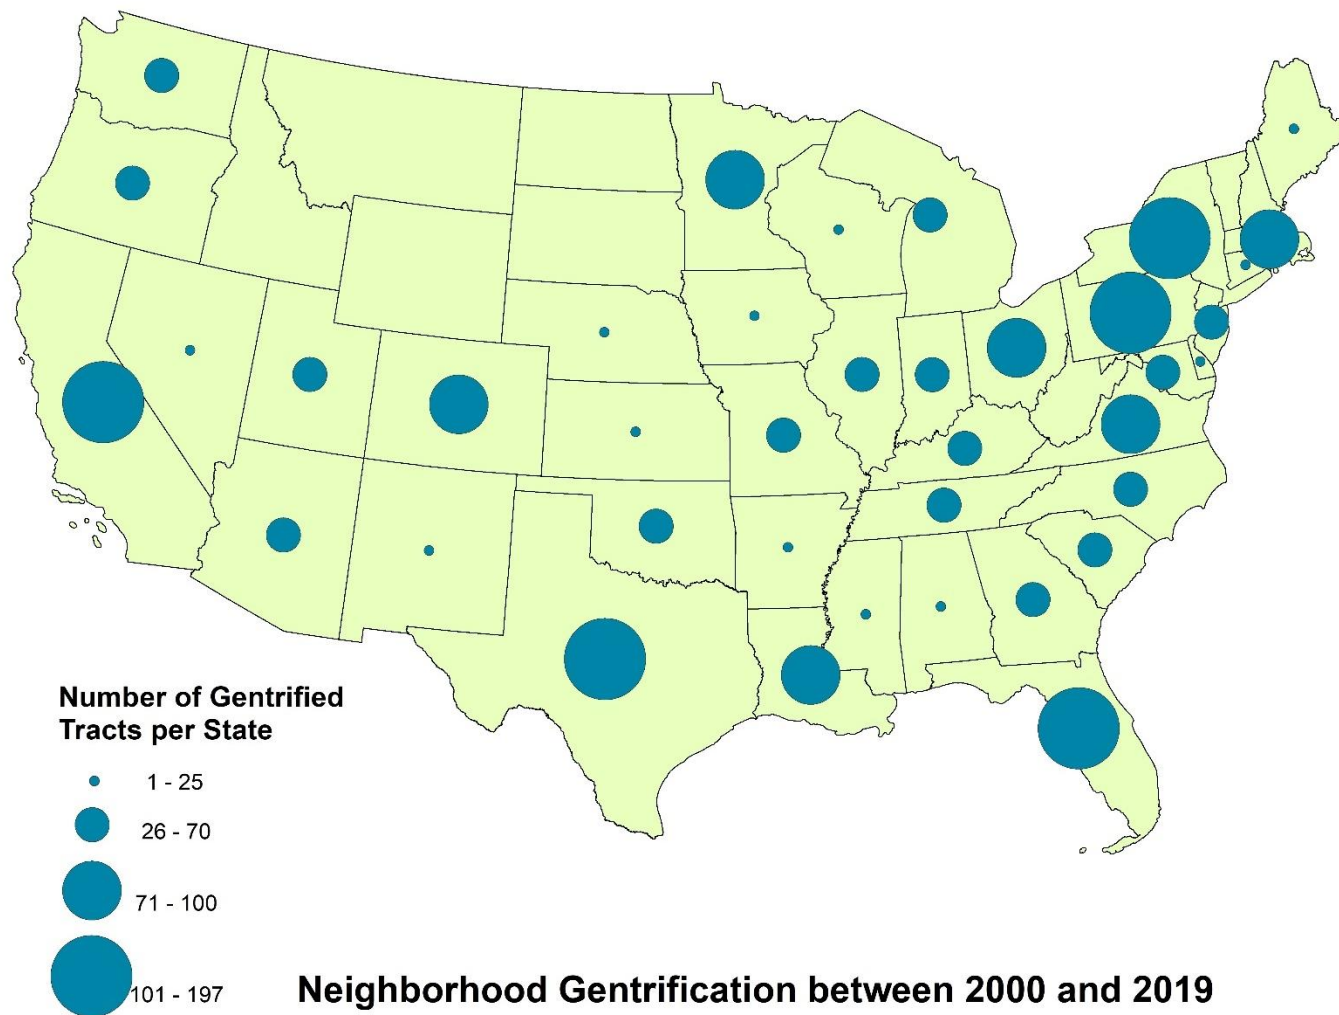 Number of Gentrified
Tracts per State
1 - 25
26 - 70
71 - 100
101 - 197
Neighborhood Gentrification between 2000 and 2019